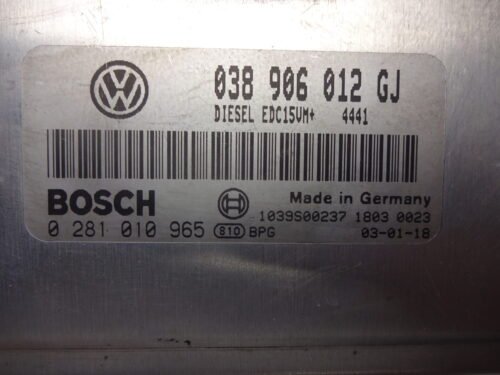 038 906 012 GJ
DIESEL EDC15VM+ 4441
BOSCH
Made in Germany
1039S00237 1803 0023
0 281 010 965 810 BPG 03-01-18